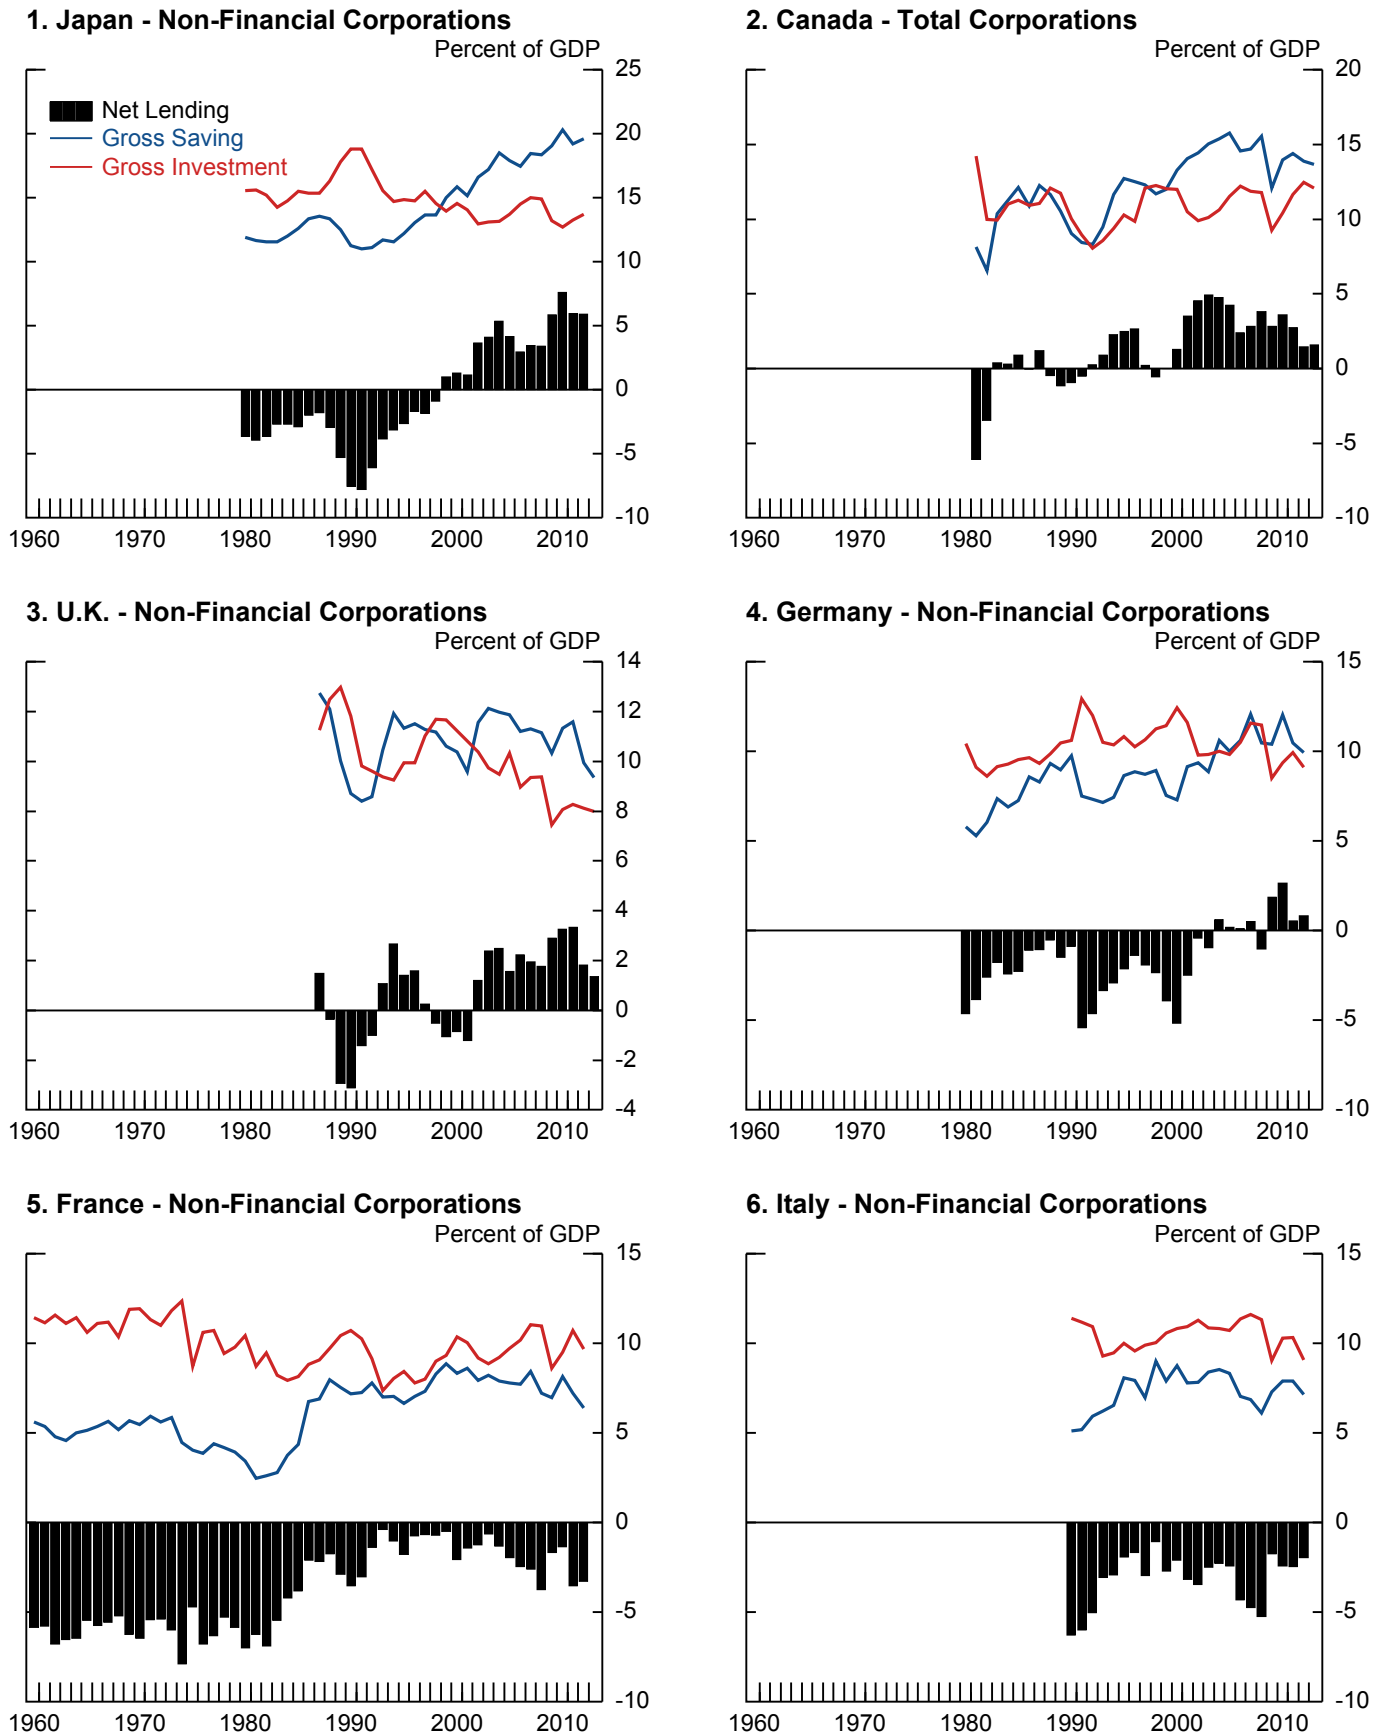 1. Japan - Non-Financial Corporations
Percent of GDP
25
Net Lending
Gross Saving
Gross Investment
20
15
10
5
0
-5
-10
1960 1970 1980 1990 2000 2010
2. Canada - Total Corporations
Percent of GDP
20
15
10
5
0
-5
-10
1960 1970 1980 1990 2000 2010
3. U.K. - Non-Financial Corporations
Percent of GDP
14
12
10
8
6
4
2
0
-2
-4
1960 1970 1980 1990 2000 2010
4. Germany - Non-Financial Corporations
Percent of GDP
15
10
5
0
-5
-10
1960 1970 1980 1990 2000 2010
5. France - Non-Financial Corporations
Percent of GDP
15
10
5
0
-5
-10
1960 1970 1980 1990 2000 2010
6. Italy - Non-Financial Corporations
Percent of GDP
15
10
5
0
-5
-10
1960 1970 1980 1990 2000 2010